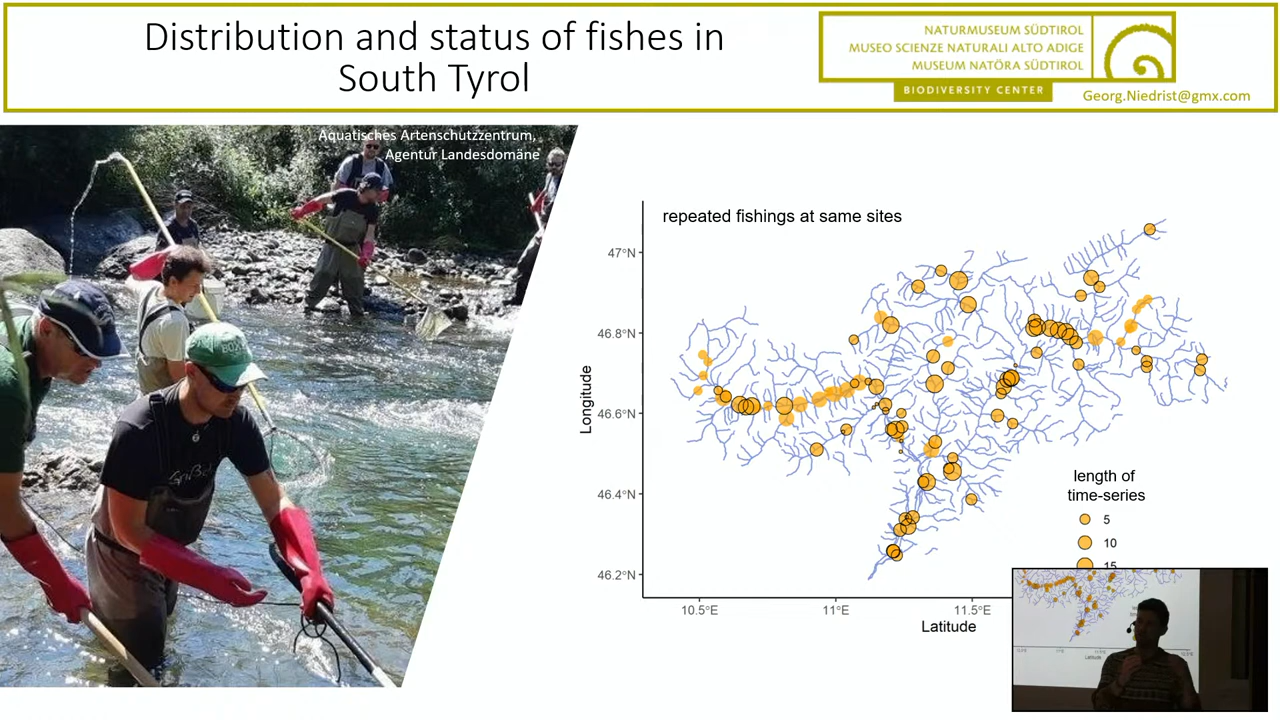 Distribution and status of fishes in
South Tyrol
NATURMUSEUM SÜDTIROL
MUSEO SCIENZE NATURALI ALTO ADIGE
MUSEUM NATÖRA SÜDTIROL
BIODIVERSITY CENTER
Georg.Niedrist@gmx.com
Aquatisches Artenschutzzentrum,
Agentur Landesdomäne
repeated fishings at same sites
47°N
46.8°N
46.6°N
46.4°N
46.2°N
Longitude
10.5°E
11°E
11.5°E
Latitude
length of
time-series
5
10
15